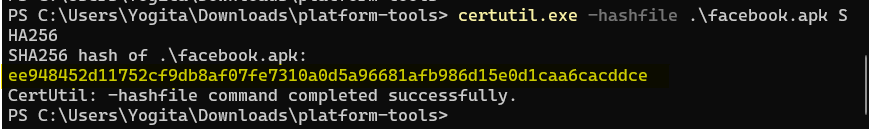 PS C:\Users\Yogita\Downloads\platform-tools> certutil.exe -hashfile .\facebook.apk S
HA256
SHA256 hash of .\facebook.apk:
ee948452d11752cf9db8af07fe7310a0d5a96681afb986d15e0d1caa6cacddce
CertUtil: -hashfile command completed successfully.
PS C:\Users\Yogita\Downloads\platform-tools>